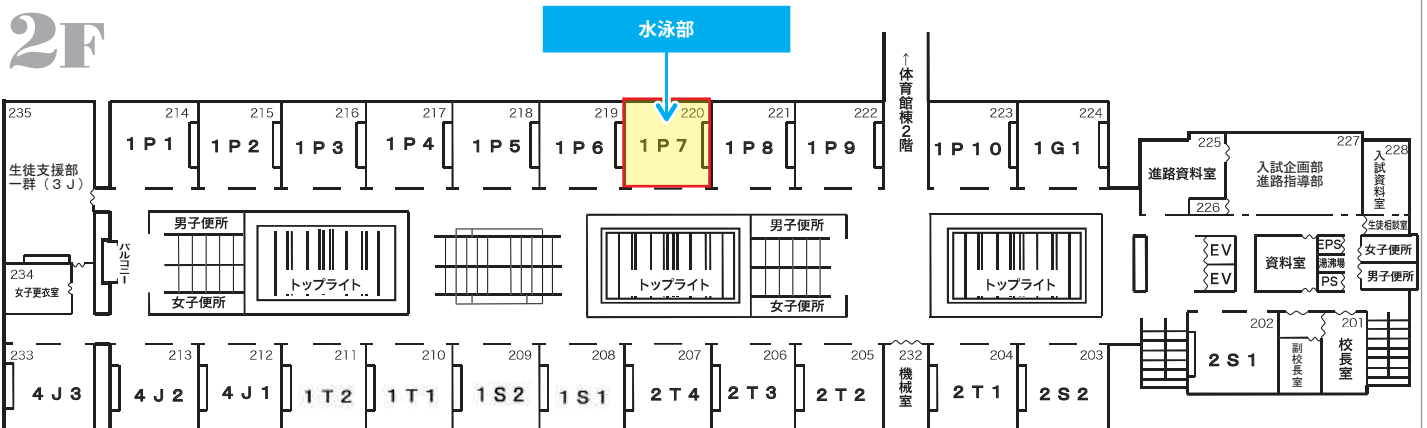 2F
水泳部
↑体育館棟2階
235
214
215
216
217
218
219
220
221
222
223
224
225
227
228
1P1
1P2
1P3
1P4
1P5
1P6
1P7
1P8
1P9
1P10
1G1
生徒支援部
一群(3J)
進路資料室
入試企画部
進路指導部
入試資料室
226
生徒相談室
男子便所
男子便所
バルコニー
EV
EV
資料室
EPS
湯沸場
PS
女子便所
男子便所
234
女子更衣室
トップライト
トップライト
トップライト
女子便所
女子便所
233
213
212
211
210
209
208
207
206
205
232
204
203
202
201
4J3
4J2
4J1
1T2
1T1
1S2
1S1
2T4
2T3
2T2
機械室
2T1
2S2
2S1
副校長室
校長室